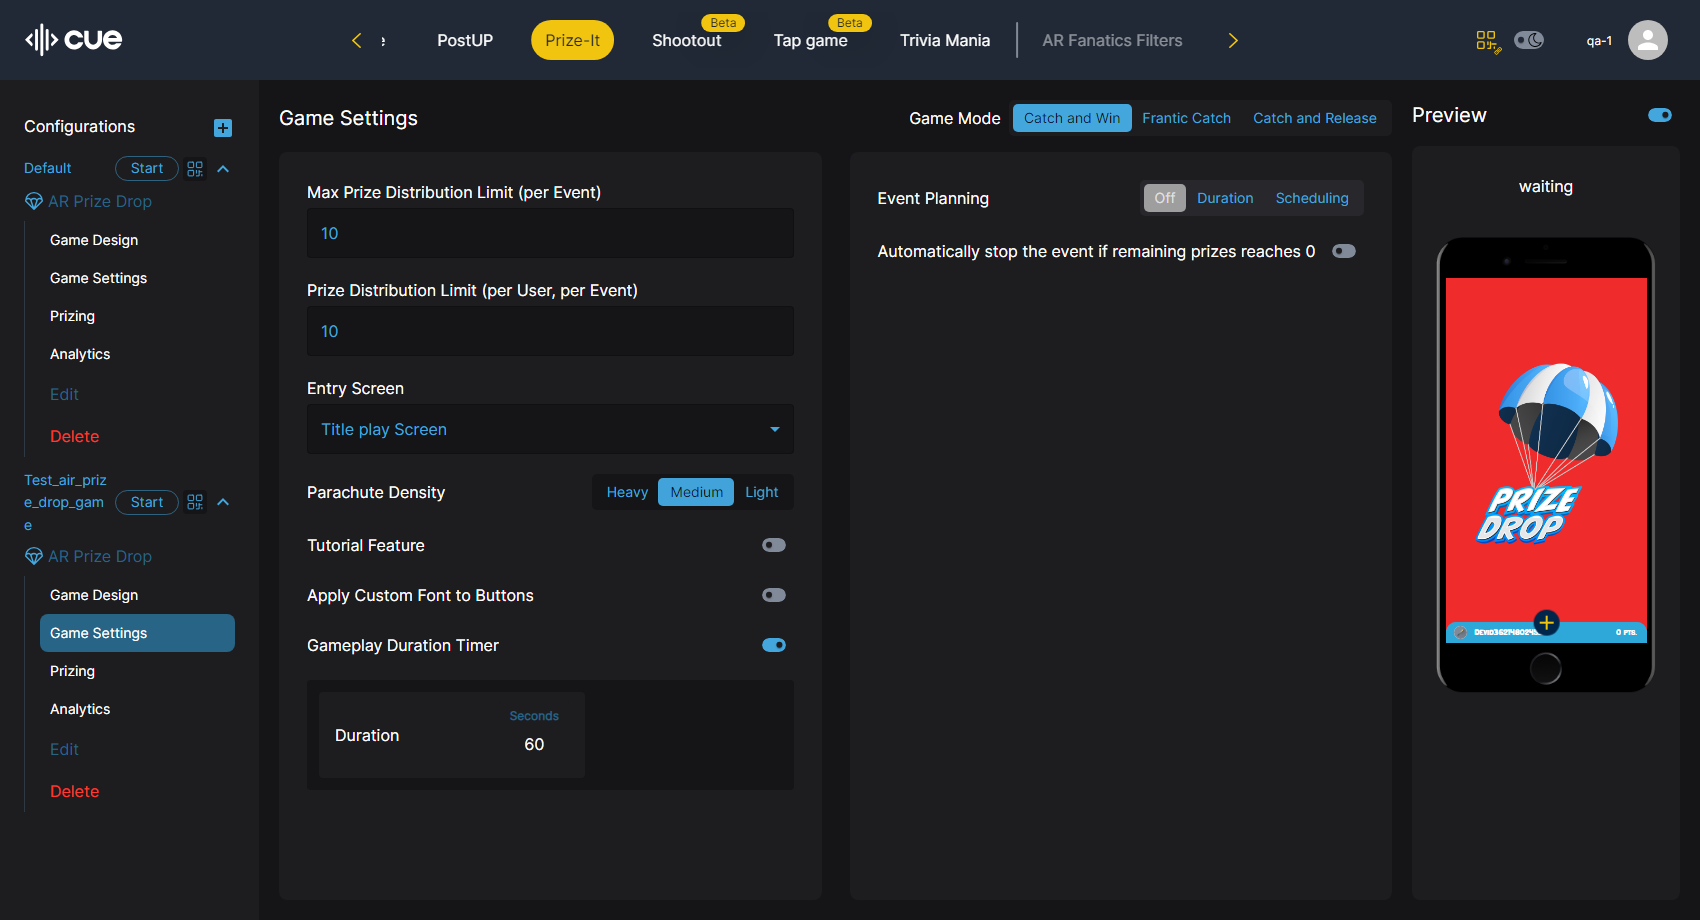 cue
PostUP
Prize-It
Beta
Shootout
Beta
Tap game
Trivia Mania
AR Fanatics Filters
qa-1
Configurations
Default
Start
AR Prize Drop
Game Design
Game Settings
Prizing
Analytics
Edit
Delete
Test_air_priz
e_drop_gam
e
Start
AR Prize Drop
Game Design
Game Settings
Prizing
Analytics
Edit
Delete
Game Settings
Game Mode
Catch and Win
Frantic Catch
Catch and Release
Max Prize Distribution Limit (per Event)
10
Prize Distribution Limit (per User, per Event)
10
Entry Screen
Title play Screen
Parachute Density
Heavy
Medium
Light
Tutorial Feature
Apply Custom Font to Buttons
Gameplay Duration Timer
Duration
Seconds
60
Event Planning
Off
Duration
Scheduling
Automatically stop the event if remaining prizes reaches 0
Preview
waiting
PRIZE
DROP
0 PTS.